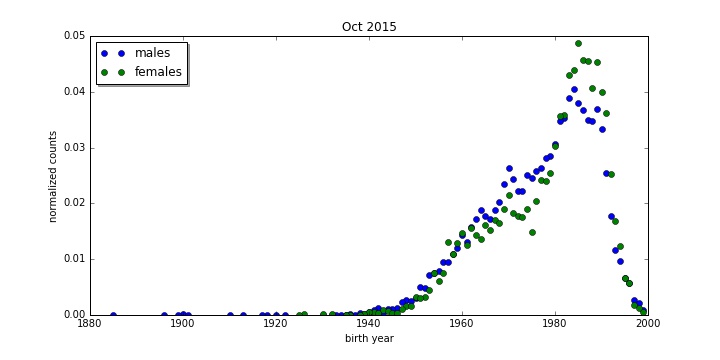 Oct 2015
0.05
males
females
0.04
0.03
normalized counts
0.02
0.01
0.00
1880 1900 1920 1940 1960 1980 2000
birth year